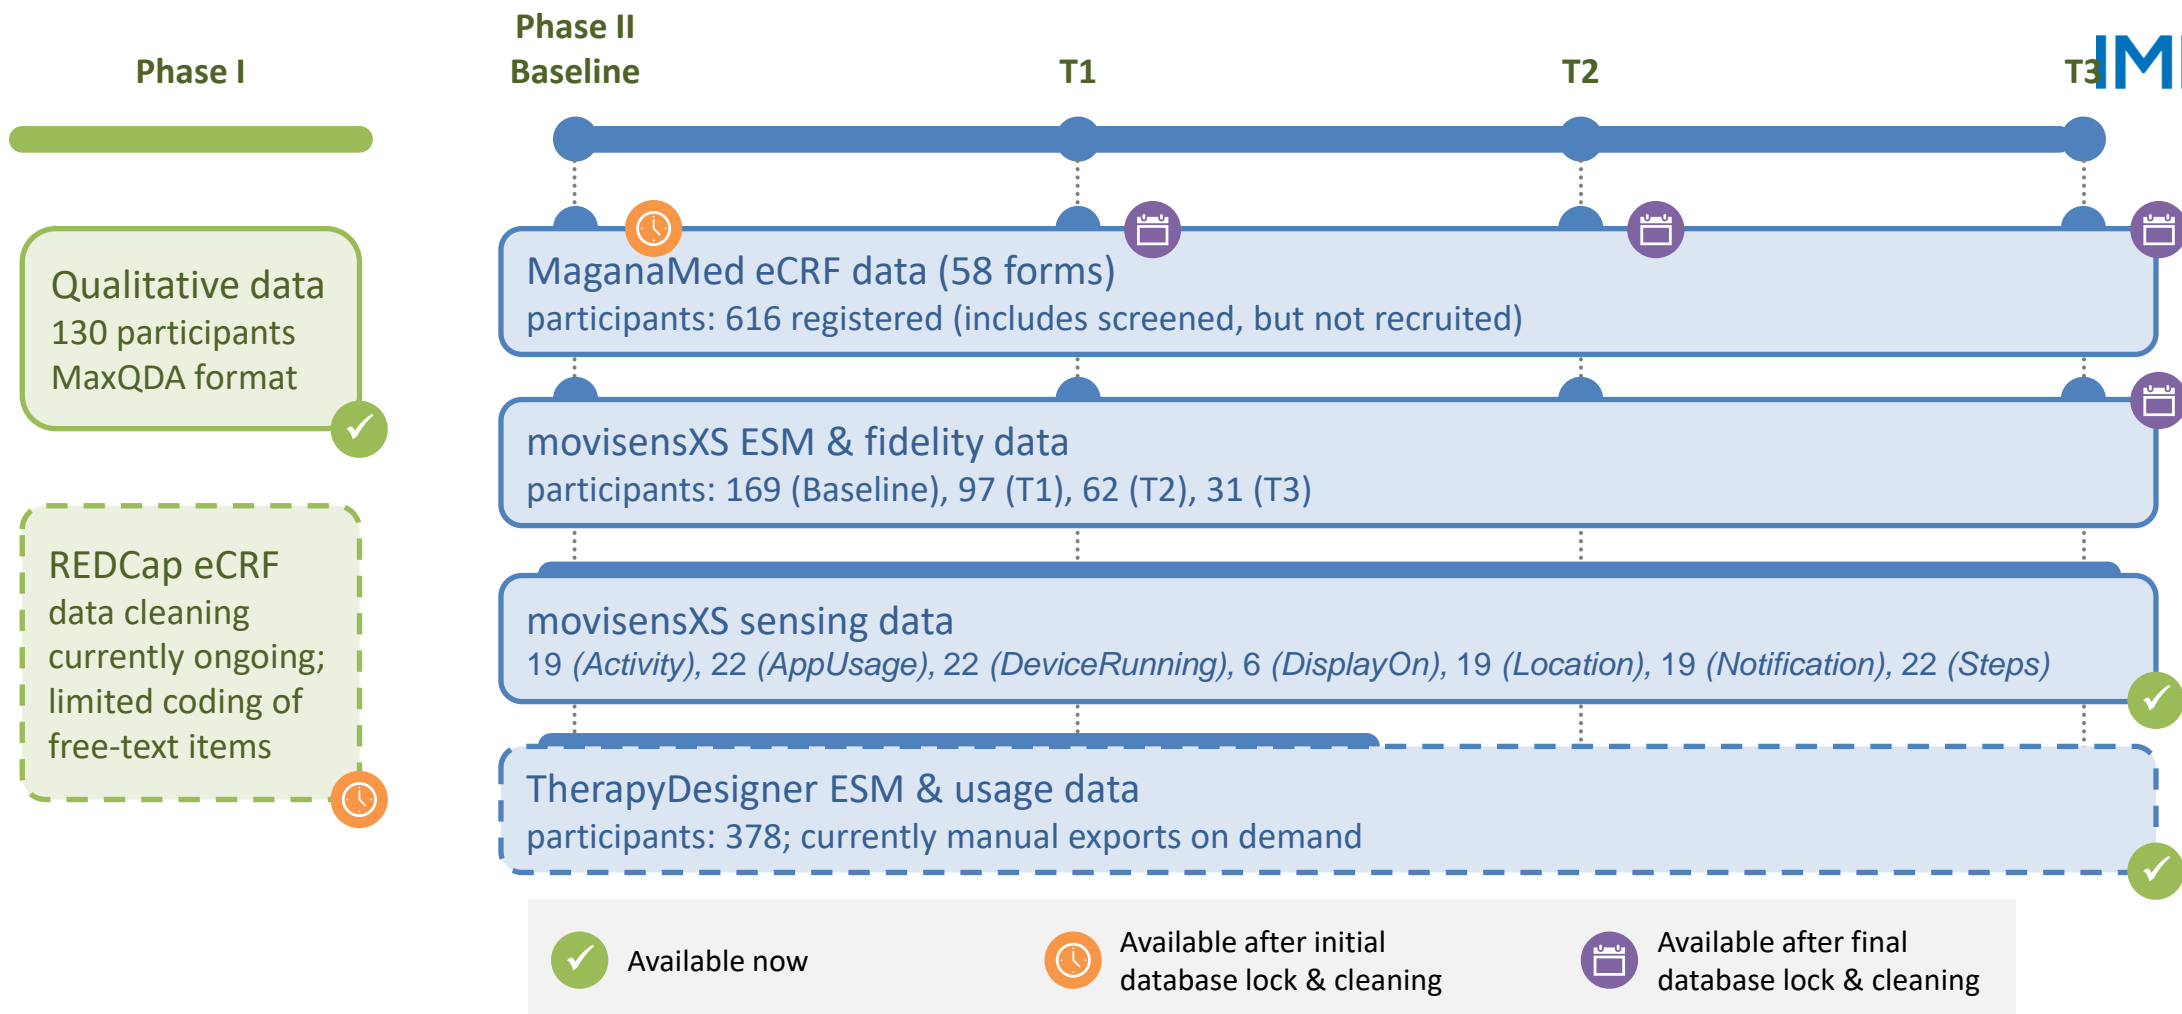 Phase I
Phase II
Baseline
T1
T2
T3
Qualitative data
130 participants
MaxQDA format
REDCap eCRF
data cleaning
currently ongoing;
limited coding of
free-text items
MaganaMed eCRF data (58 forms)
participants: 616 registered (includes screened, but not recruited)
movisensXS ESM & fidelity data
participants: 169 (Baseline), 97 (T1), 62 (T2), 31 (T3)
movisensXS sensing data
19 (Activity), 22 (AppUsage), 22 (DeviceRunning), 6 (DisplayOn), 19 (Location), 19 (Notification), 22 (Steps)
TherapyDesigner ESM & usage data
participants: 378; currently manual exports on demand
Available now
Available after initial
database lock & cleaning
Available after final
database lock & cleaning